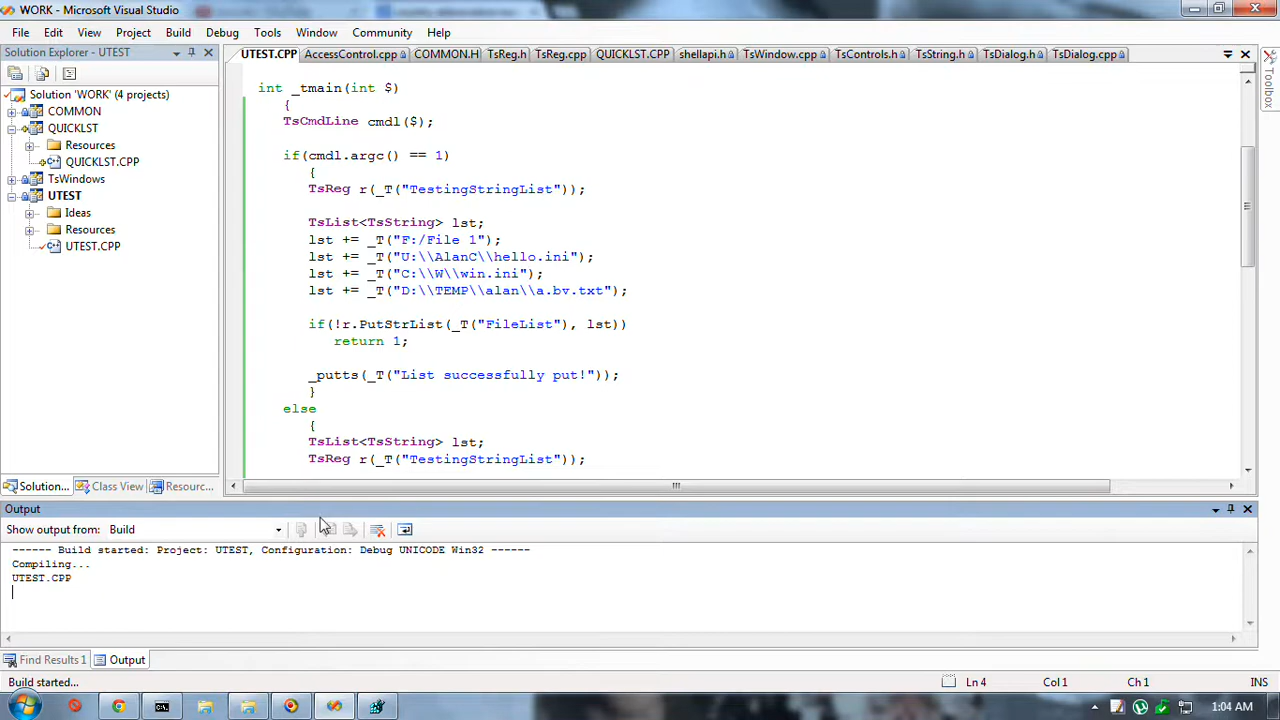 WORK - Microsoft Visual Studio
File Edit View Project Build Debug Tools Window Community Help
Solution Explorer - UTEST
UTEST.CPP AccessControl.cpp COMMON.H TsReg.h TsReg.cpp QUICKLST.CPP shellapi.h TsWindow.cpp TsControls.h TsString.h TsDialog.h TsDialog.cpp
Toolbox
Solution 'WORK' (4 projects)
COMMON
QUICKLST
Resources
QUICKLST.CPP
TsWindows
UTEST
Ideas
Resources
UTEST.CPP
Solution... Class View Resourc...
int _tmain(int $)
{
TsCmdLine cmdl($);
if(cmdl.argc() == 1)
{
TsReg r(_T("TestingStringList"));
TsList<TsString> lst;
lst += _T("F:/File 1");
lst += _T("U:\\AlanC\\hello.ini");
lst += _T("C:\\W\\win.ini");
lst += _T("D:\\TEMP\\alan\\a.bv.txt");
if(!r.PutStrList(_T("FileList"), lst))
return 1;
_putts(_T("List successfully put!"));
}
else
{
TsList<TsString> lst;
TsReg r(_T("TestingStringList"));
Output
Show output from: Build
------ Build started: Project: UTEST, Configuration: Debug UNICODE Win32 ------
Compiling...
UTEST.CPP
Find Results 1 Output
Build started... Ln 4 Col 1 Ch 1 INS
1:04 AM